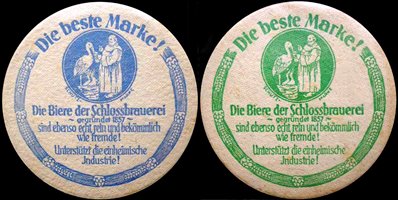 Die beste Marke!
Die Biere der Schlossbrauerei
~ gegründet 1857 ~
sind ebenso echt, rein und bekömmlich
wie fremde!
Unterstützt die einheimische
Industrie!
Die beste Marke!
Die Biere der Schlossbrauerei
~ gegründet 1857 ~
sind ebenso echt, rein und bekömmlich
wie fremde!
Unterstützt die einheimische
Industrie!